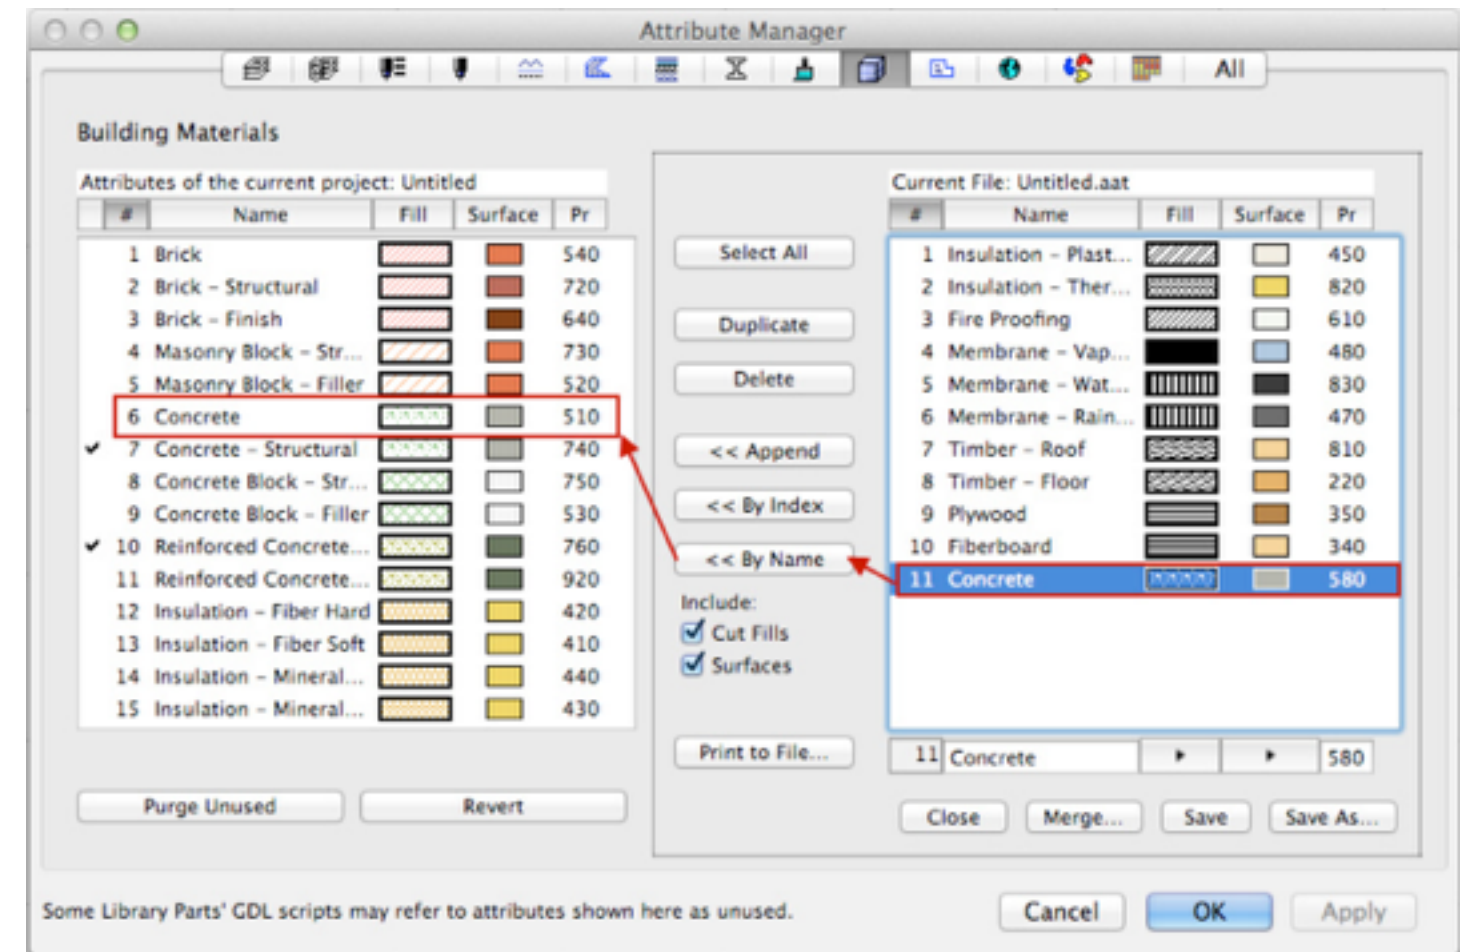 Attribute Manager
All
Building Materials
Attributes of the current project: Untitled
# Name Fill Surface Pr
1 Brick 540
2 Brick – Structural 720
3 Brick – Finish 640
4 Masonry Block – Str... 730
5 Masonry Block – Filler 520
6 Concrete 510
✓ 7 Concrete – Structural 740
8 Concrete Block – Str... 750
9 Concrete Block – Filler 530
✓ 10 Reinforced Concrete... 760
11 Reinforced Concrete... 920
12 Insulation – Fiber Hard 420
13 Insulation – Fiber Soft 410
14 Insulation – Mineral... 440
15 Insulation – Mineral... 430
Purge Unused
Revert
Select All
Duplicate
Delete
<< Append
<< By Index
<< By Name
Include:
Cut Fills
Surfaces
Print to File...
Current File: Untitled.aat
# Name Fill Surface Pr
1 Insulation – Plast... 450
2 Insulation – Ther... 820
3 Fire Proofing 610
4 Membrane – Vap... 480
5 Membrane – Wat... 830
6 Membrane – Rain... 470
7 Timber – Roof 810
8 Timber – Floor 220
9 Plywood 350
10 Fiberboard 340
11 Concrete 580
11 Concrete 580
Close
Merge...
Save
Save As...
Some Library Parts' GDL scripts may refer to attributes shown here as unused.
Cancel
OK
Apply